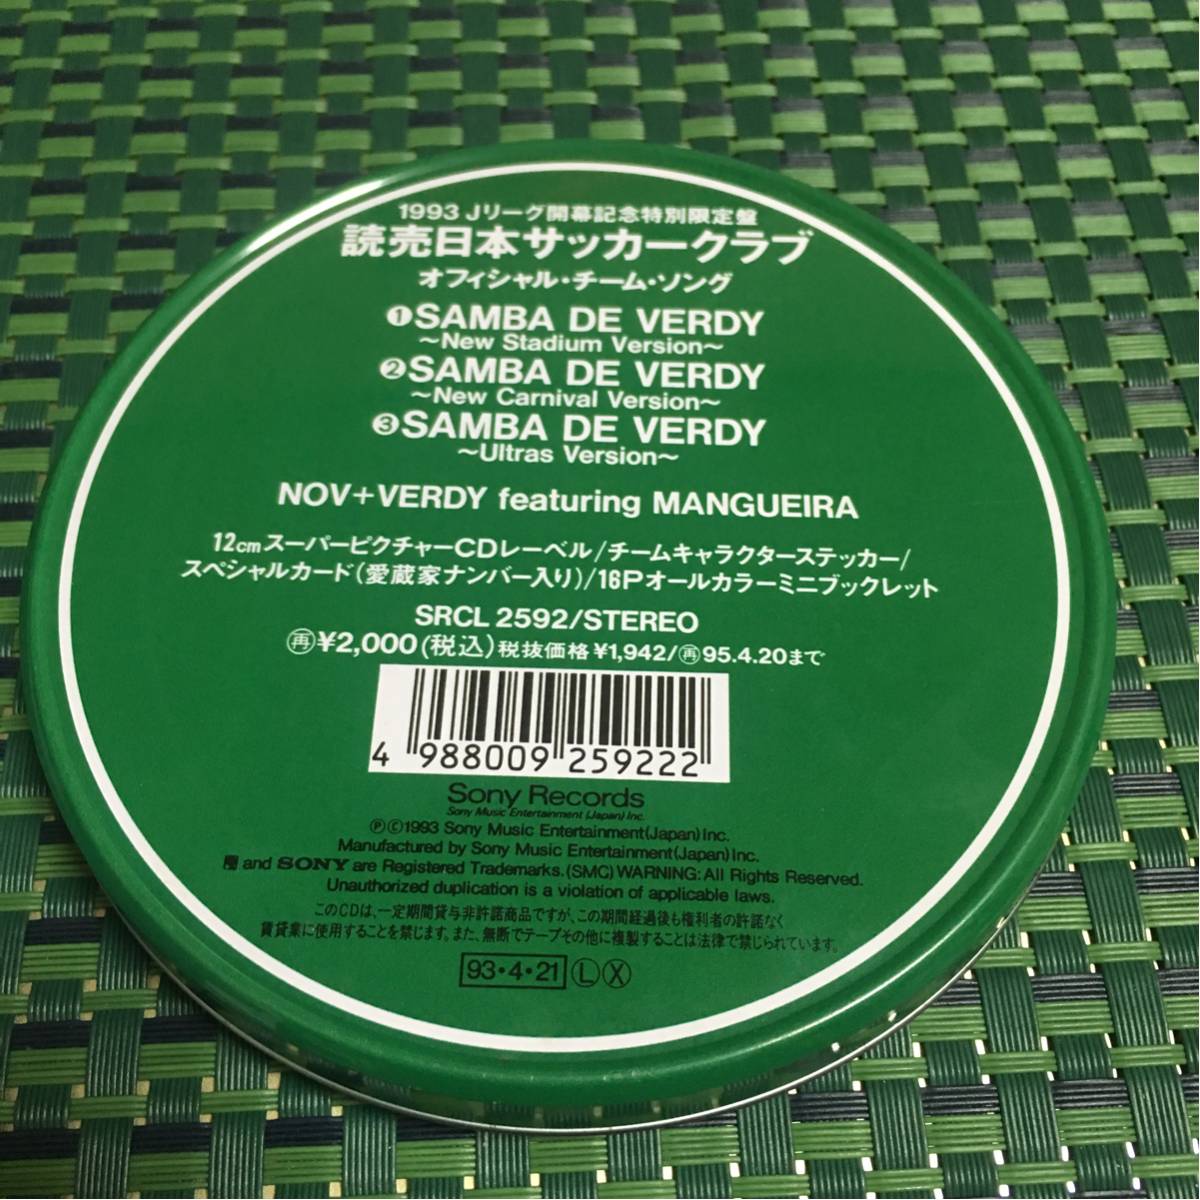 1993 Jリーグ開幕記念特別限定盤
読売日本サッカークラブ
オフィシャル・チーム・ソング
❶SAMBA DE VERDY
〜New Stadium Version〜
❷SAMBA DE VERDY
〜New Carnival Version〜
❸SAMBA DE VERDY
〜Ultras Version〜
NOV+VERDY featuring MANGUEIRA
12cmスーパーピクチャーCDレーベル/チームキャラクターステッカー/
スペシャルカード(愛蔵家ナンバー入り)/16Pオールカラーミニブックレット
SRCL 2592/STEREO
㊢¥2,000(税込)税抜価格¥1,942/㊢95.4.20まで
4 988009 259222
Sony Records
Sony Music Entertainment (Japan) Inc.
Ⓟ©1993 Sony Music Entertainment(Japan)Inc.
Manufactured by Sony Music Entertainment(Japan)Inc.
and SONY are Registered Trademarks. (SMC) WARNING: All Rights Reserved.
Unauthorized duplication is a violation of applicable laws.
このCDは、一定期間貸与非許諾商品ですが、この期間経過後も権利者の許諾なく
賃貸業に使用することを禁じます。また、無断でテープその他に複製することは法律で禁じられています。
93・4・21 Ⓛ Ⓧ